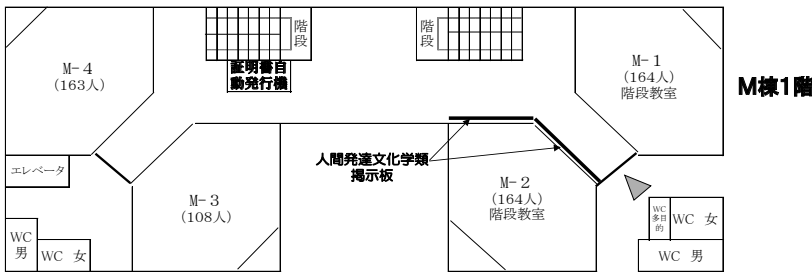 階
段
階
段
M-4
(163人)
証明書自
動発行機
M-1
(164人)
階段教室
M棟1階
人間発達文化学類
掲示板
エレベータ
M-3
(108人)
M-2
(164人)
階段教室
WC
男
WC 女
WC
多目
的
WC 女
WC 男